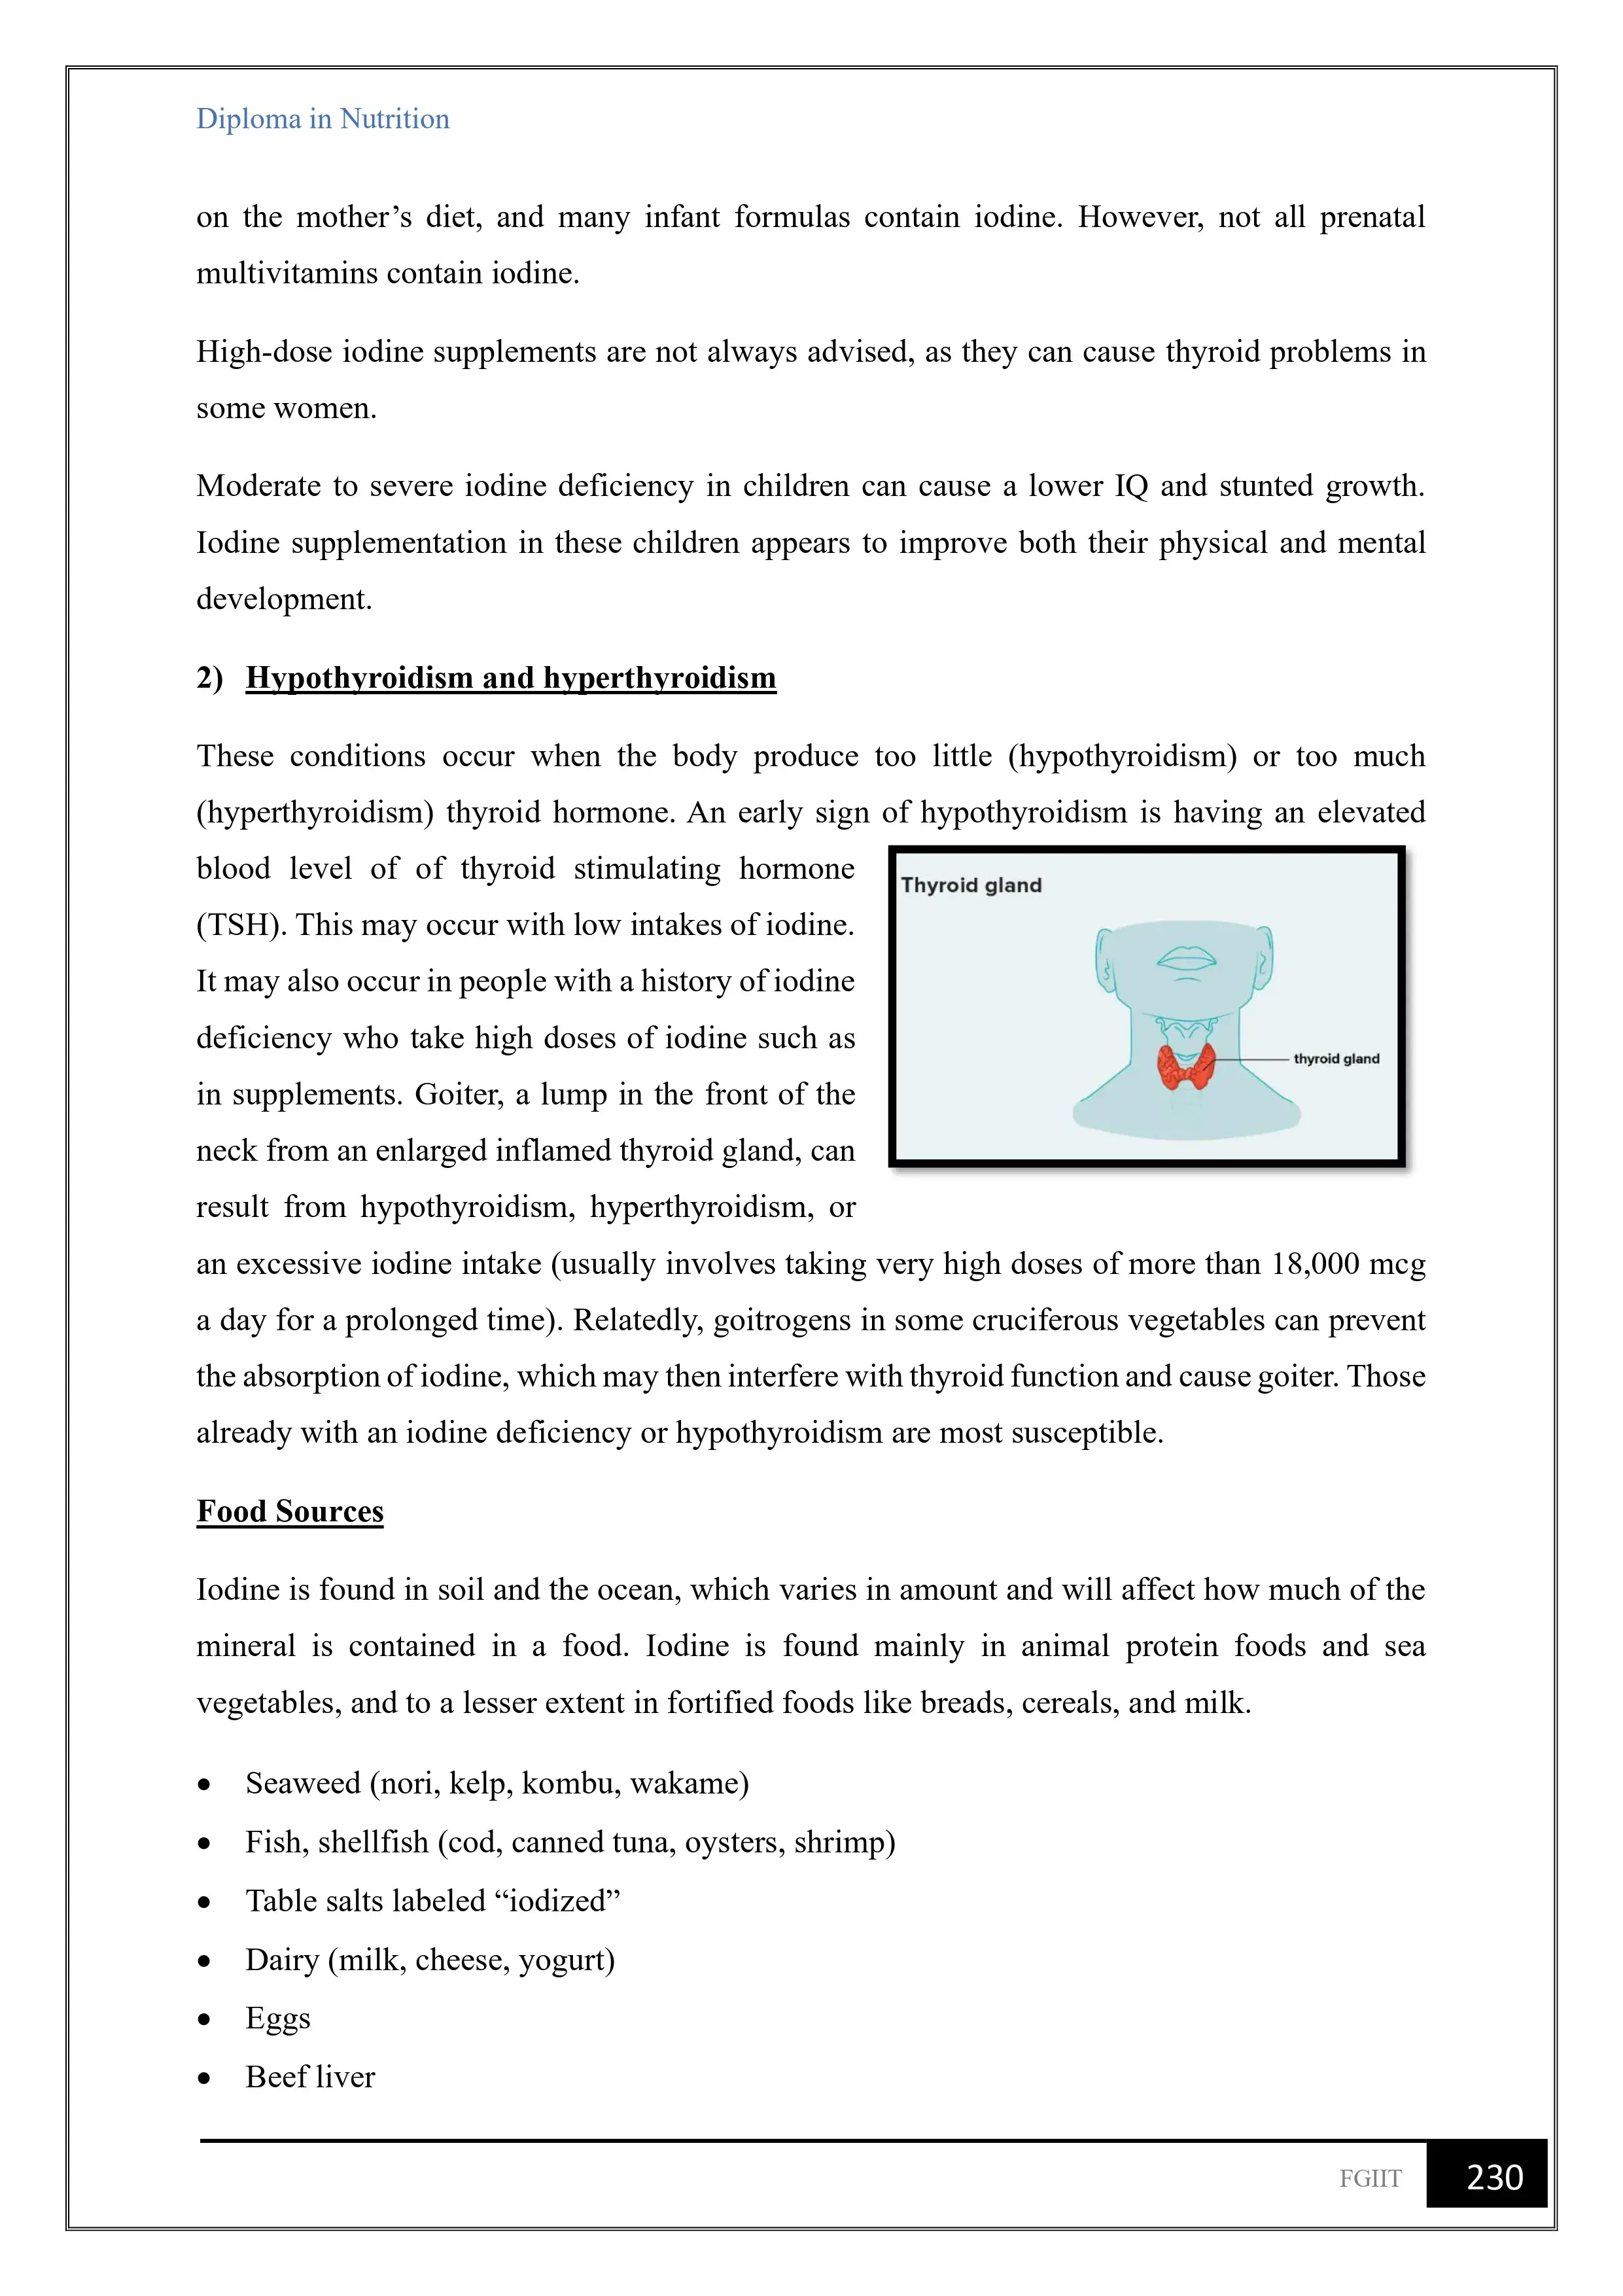 Diploma in Nutrition
on the mother’s diet, and many infant formulas contain iodine. However, not all prenatal
multivitamins contain iodine.
High-dose iodine supplements are not always advised, as they can cause thyroid problems in
some women.
Moderate to severe iodine deficiency in children can cause a lower IQ and stunted growth.
Iodine supplementation in these children appears to improve both their physical and mental
development.
2) Hypothyroidism and hyperthyroidism
These conditions occur when the body produce too little (hypothyroidism) or too much
(hyperthyroidism) thyroid hormone. An early sign of hypothyroidism is having an elevated
blood level of of thyroid stimulating hormone
(TSH). This may occur with low intakes of iodine.
It may also occur in people with a history of iodine
deficiency who take high doses of iodine such as
in supplements. Goiter, a lump in the front of the
neck from an enlarged inflamed thyroid gland, can
result from hypothyroidism, hyperthyroidism, or
Thyroid gland
thyroid gland
an excessive iodine intake (usually involves taking very high doses of more than 18,000 mcg
a day for a prolonged time). Relatedly, goitrogens in some cruciferous vegetables can prevent
the absorption of iodine, which may then interfere with thyroid function and cause goiter. Those
already with an iodine deficiency or hypothyroidism are most susceptible.
Food Sources
Iodine is found in soil and the ocean, which varies in amount and will affect how much of the
mineral is contained in a food. Iodine is found mainly in animal protein foods and sea
vegetables, and to a lesser extent in fortified foods like breads, cereals, and milk.
• Seaweed (nori, kelp, kombu, wakame)
• Fish, shellfish (cod, canned tuna, oysters, shrimp)
• Table salts labeled “iodized”
• Dairy (milk, cheese, yogurt)
• Eggs
• Beef liver
FGIIT 230